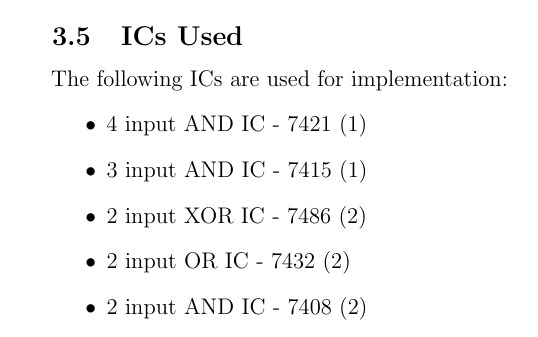 3.5 ICs Used
The following ICs are used for implementation:
• 4 input AND IC - 7421 (1)
• 3 input AND IC - 7415 (1)
• 2 input XOR IC - 7486 (2)
• 2 input OR IC - 7432 (2)
• 2 input AND IC - 7408 (2)